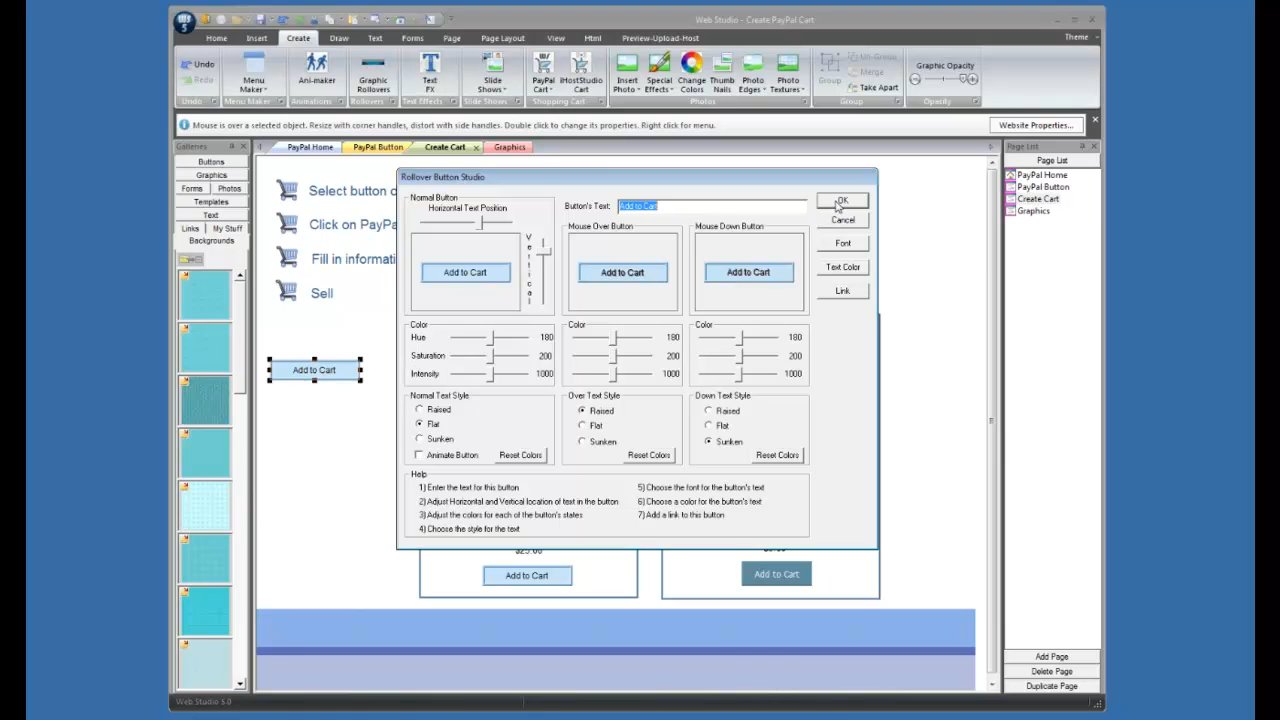 Web Studio - Create PayPal Cart
Home Insert Create Draw Text Forms Page Page Layout View Html Preview-Upload-Host Theme
Undo
Redo
Undo
Menu Maker
Menu Maker
Ani-maker
Animations
Graphic Rollovers
Rollovers
Text FX
Text Effects
Slide Shows
Slide Shows
PayPal Cart
iHostStudio Cart
Shopping Cart
Insert Photo
Special Effects
Change Colors
Thumb Nails
Photo Edges
Photo Textures
Photos
Group
Un-Group
Merge
Take Apart
Group
Graphic Opacity
Opacity
Mouse is over a selected object. Resize with corner handles, distort with side handles. Double click to change its properties. Right click for menu.
Website Properties...
Galleries
Buttons
Graphics
Forms Photos
Templates
Text
Links My Stuff
Backgrounds
PayPal Home PayPal Button Create Cart Graphics
Select button o
Click on PayPa
Fill in informati
Sell
Add to Cart
Rollover Button Studio
Normal Button
Horizontal Text Position
Vertical
Add to Cart
Button's Text: Add to Cart
Mouse Over Button
Add to Cart
Mouse Down Button
Add to Cart
OK
Cancel
Font
Text Color
Link
Color Color Color
Hue 180 180 180
Saturation 200 200 200
Intensity 1000 1000 1000
Normal Text Style
Raised
Flat
Sunken
Animate Button Reset Colors
Over Text Style
Raised
Flat
Sunken
Reset Colors
Down Text Style
Raised
Flat
Sunken
Reset Colors
Help
1) Enter the text for this button
2) Adjust Horizontal and Vertical location of text in the button
3) Adjust the colors for each of the button's states
4) Choose the style for the text
5) Choose the font for the button's text
6) Choose a color for the button's text
7) Add a link to this button
Add to Cart
Add to Cart
Page List
Page List
PayPal Home
PayPal Button
Create Cart
Graphics
Add Page
Delete Page
Duplicate Page
Web Studio 5.0